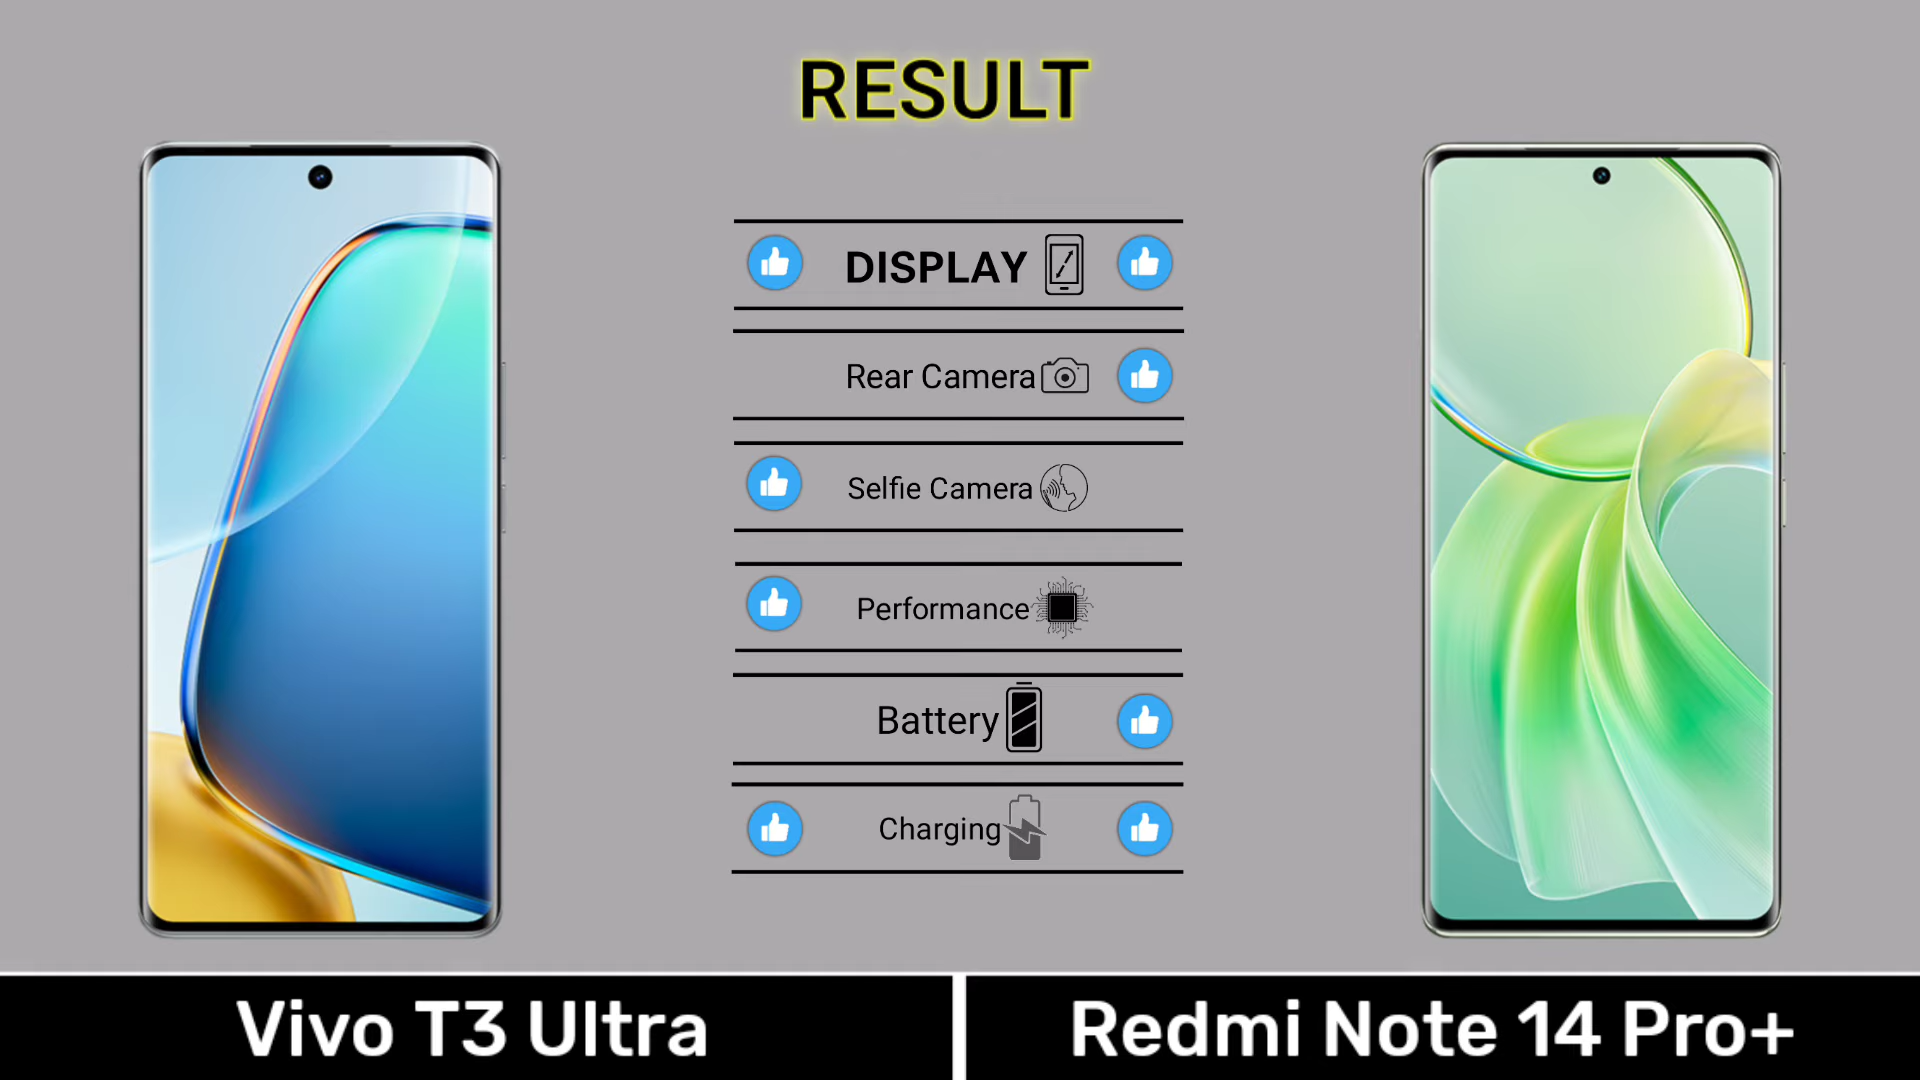 RESULT
DISPLAY
Rear Camera
Selfie Camera
Performance
Battery
Charging
Vivo T3 Ultra
Redmi Note 14 Pro+